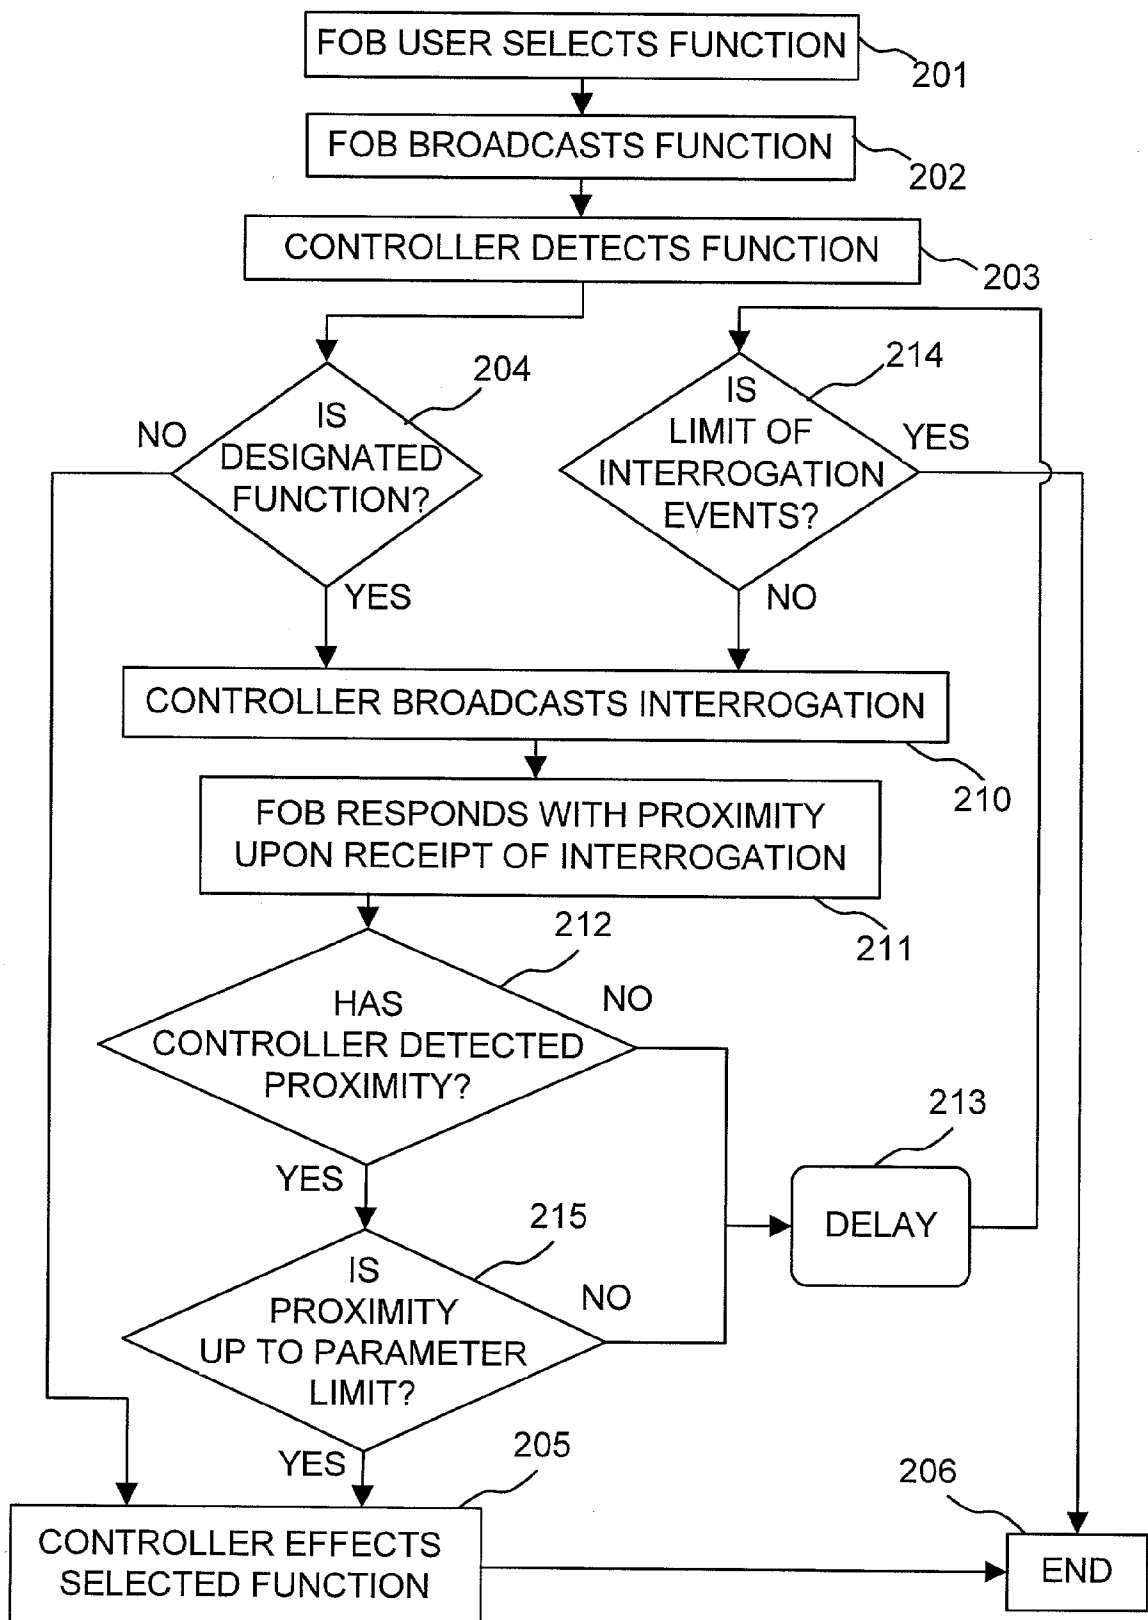 FOB USER SELECTS FUNCTION
201
FOB BROADCASTS FUNCTION
202
CONTROLLER DETECTS FUNCTION
203
204
NO
IS
DESIGNATED
FUNCTION?
YES
214
IS
LIMIT OF
INTERROGATION
EVENTS?
YES
NO
CONTROLLER BROADCASTS INTERROGATION
210
FOB RESPONDS WITH PROXIMITY
UPON RECEIPT OF INTERROGATION
211
212
HAS
CONTROLLER DETECTED
PROXIMITY?
NO
YES
213
DELAY
215
IS
PROXIMITY
UP TO PARAMETER
LIMIT?
NO
YES
205
CONTROLLER EFFECTS
SELECTED FUNCTION
206
END